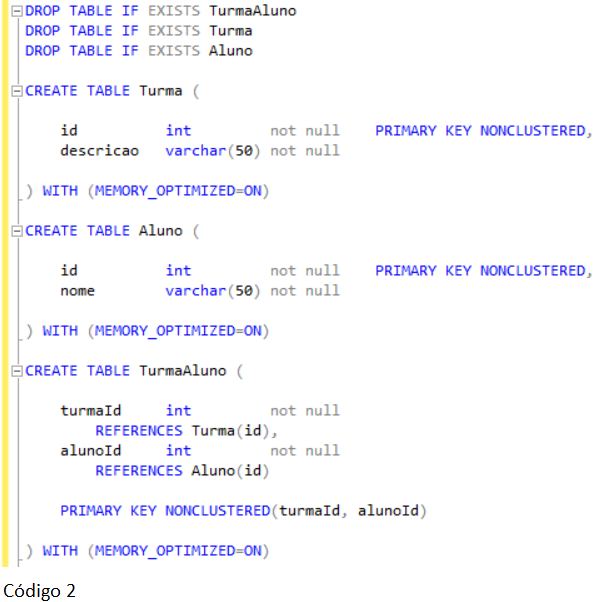 DROP TABLE IF EXISTS TurmaAluno
DROP TABLE IF EXISTS Turma
DROP TABLE IF EXISTS Aluno
CREATE TABLE Turma (
id int not null PRIMARY KEY NONCLUSTERED,
descricao varchar(50) not null
) WITH (MEMORY_OPTIMIZED=ON)
CREATE TABLE Aluno (
id int not null PRIMARY KEY NONCLUSTERED,
nome varchar(50) not null
) WITH (MEMORY_OPTIMIZED=ON)
CREATE TABLE TurmaAluno (
turmaId int not null
REFERENCES Turma(id),
alunoId int not null
REFERENCES Aluno(id)
PRIMARY KEY NONCLUSTERED(turmaId, alunoId)
) WITH (MEMORY_OPTIMIZED=ON)
Código 2